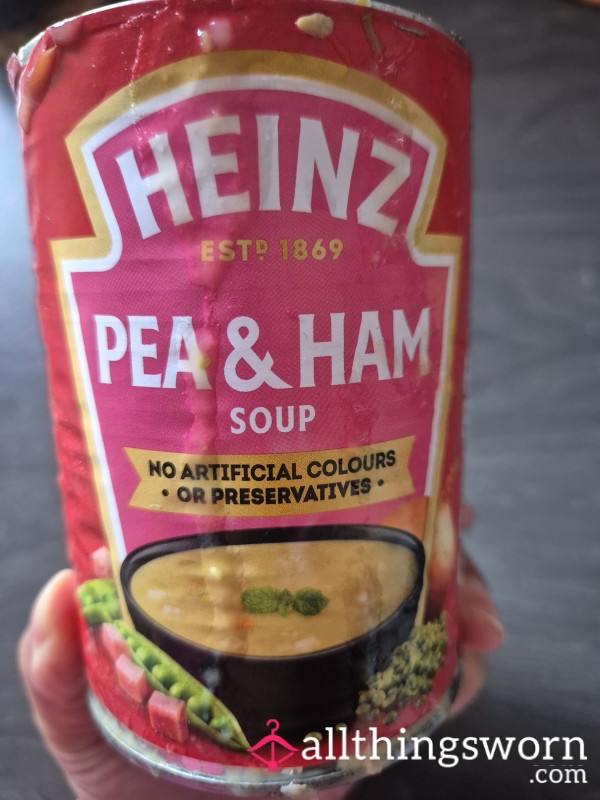 HEINZ
ESTD 1869
PEA & HAM
SOUP
NO ARTIFICIAL COLOURS
• OR PRESERVATIVES •
allthingsworn
.com